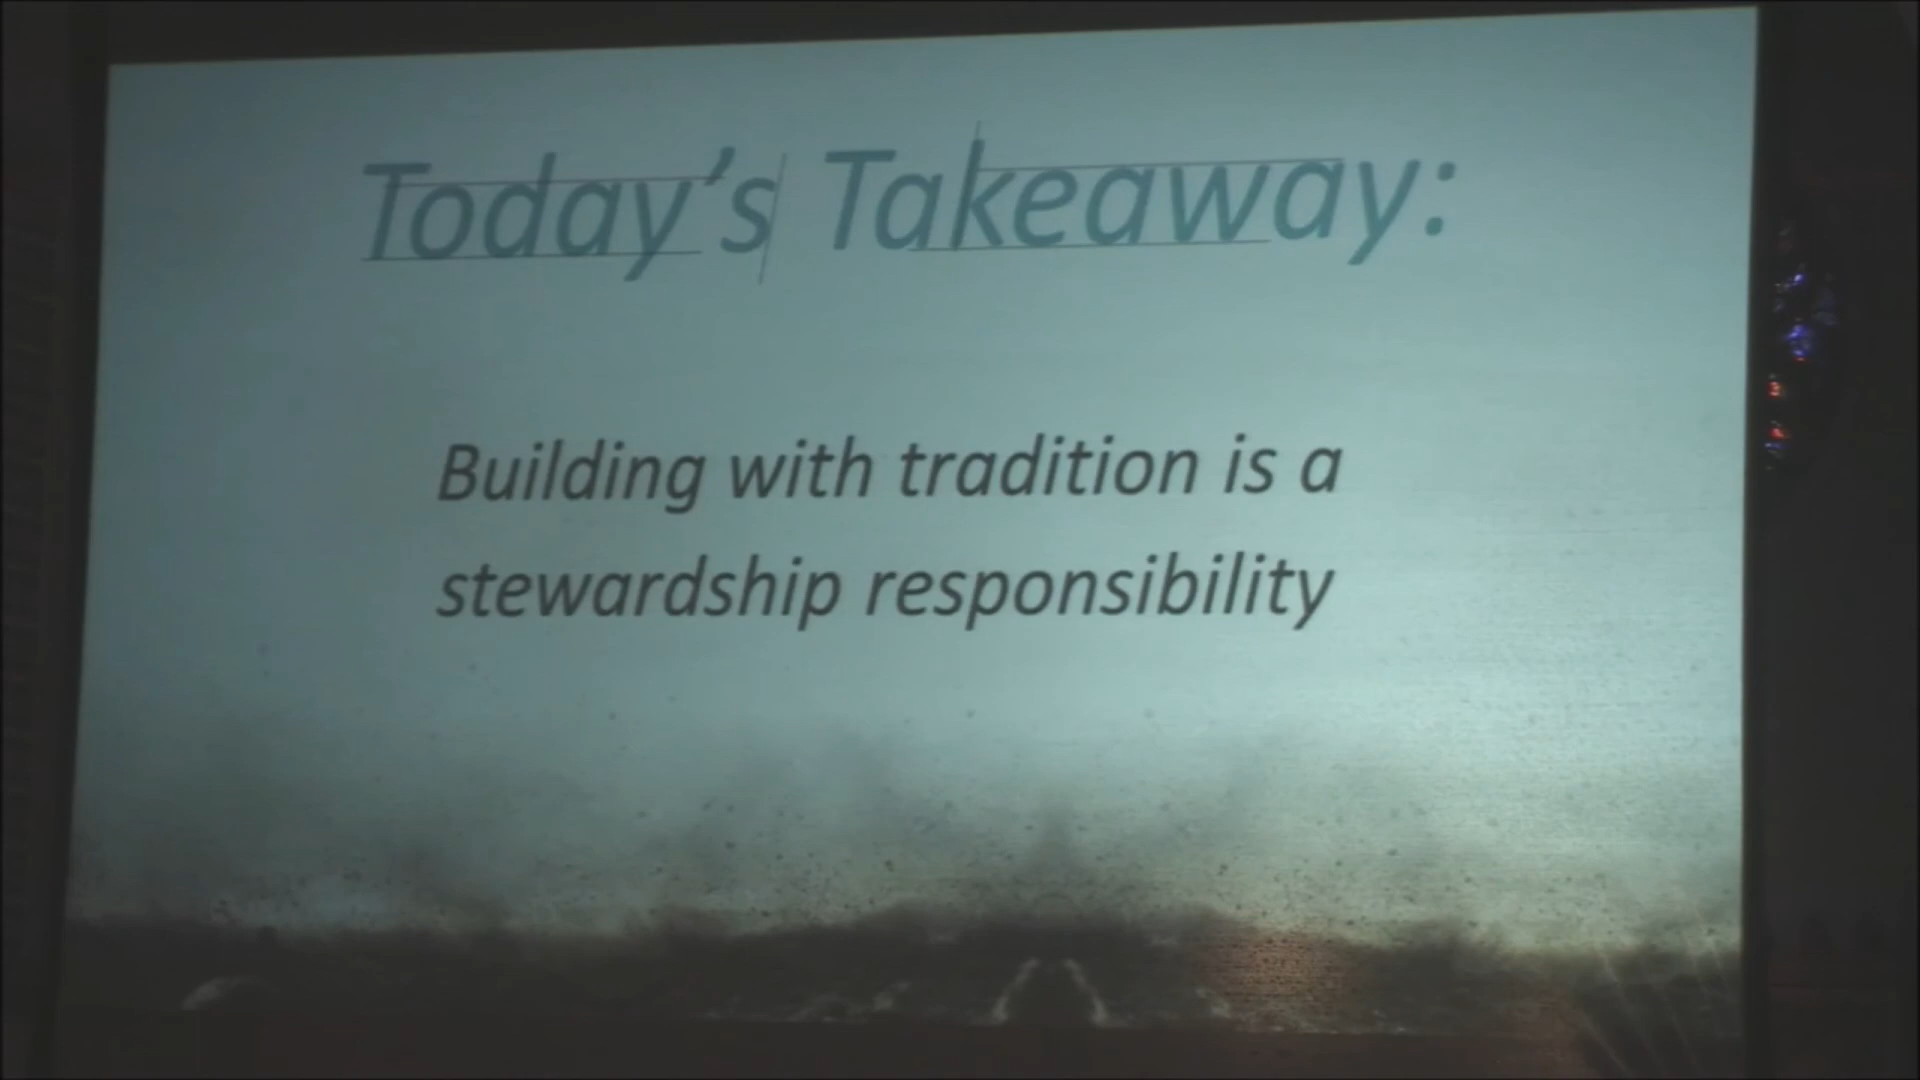 Today’s Takeaway:
Building with tradition is a
stewardship responsibility